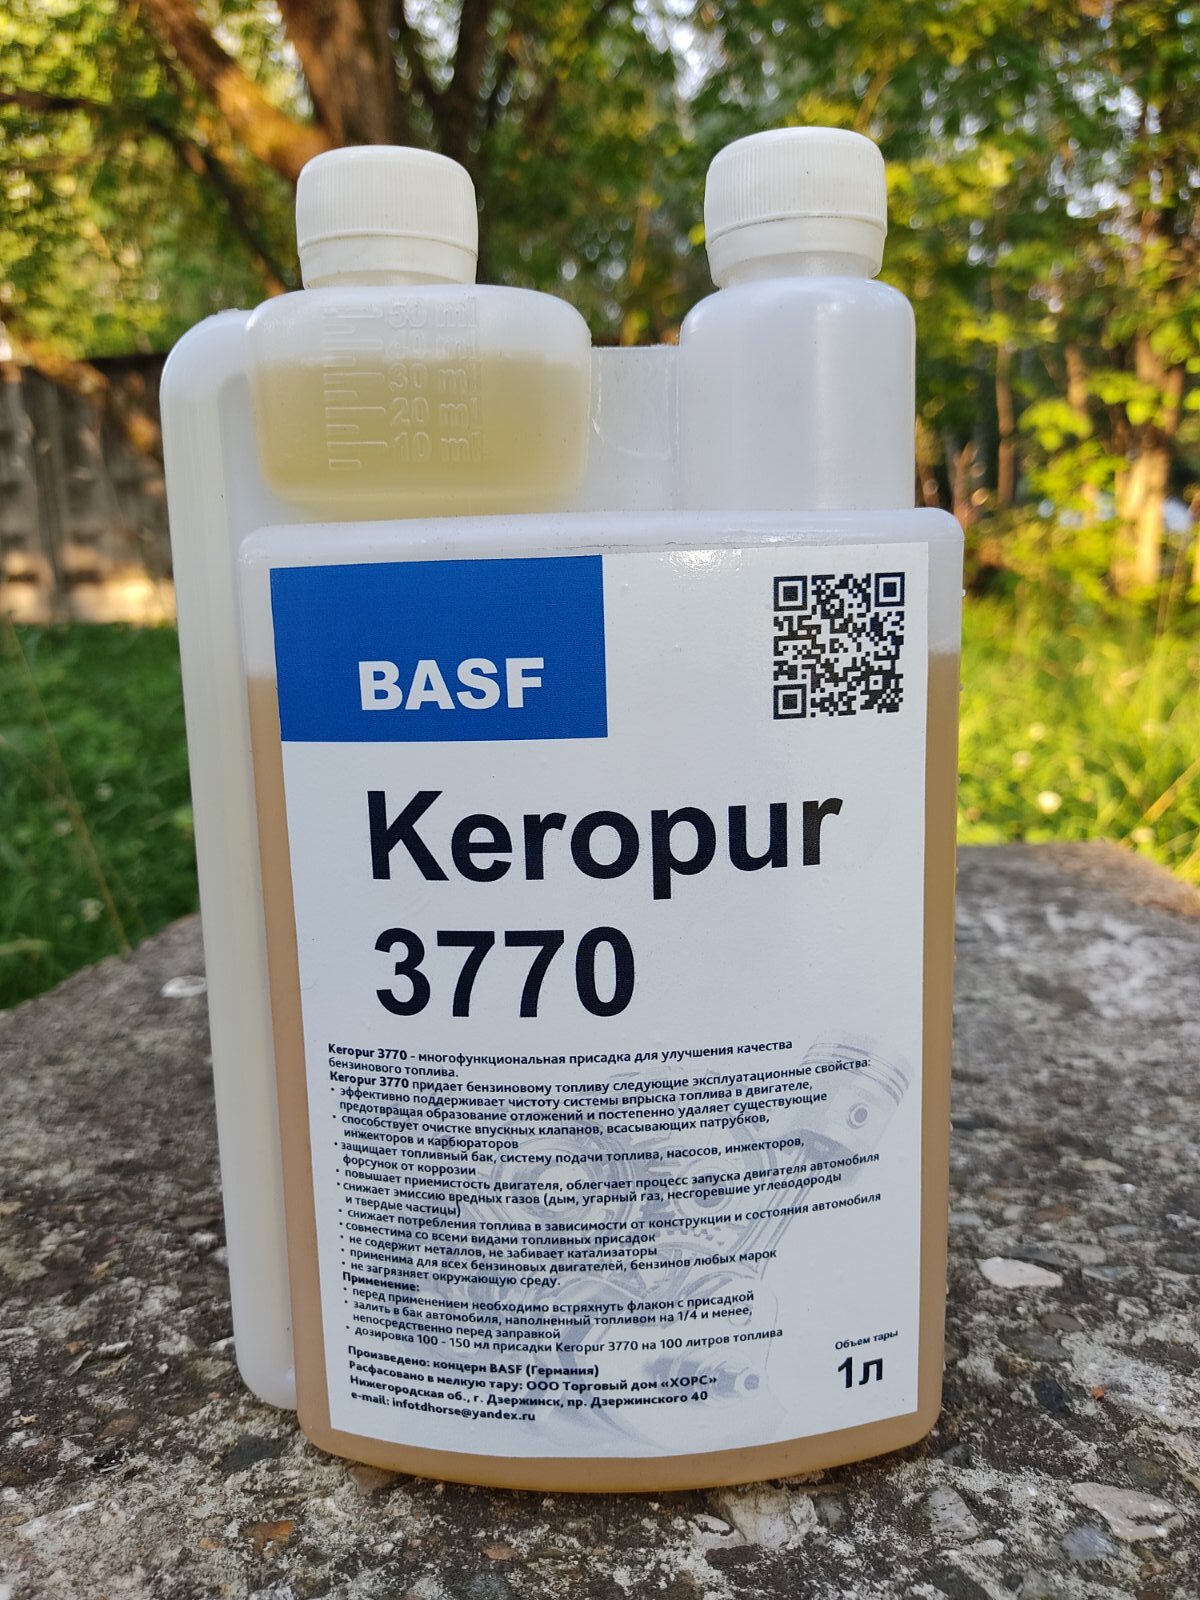 50 ml
40 ml
30 ml
20 ml
10 ml
BASF
Keropur
3770
Keropur 3770 - многофункциональная присадка для улучшения качества
бензинового топлива.
Keropur 3770 придает бензиновому топливу следующие эксплуатационные свойства:
• эффективно поддерживает чистоту системы впрыска топлива в двигателе,
предотвращая образование отложений и постепенно удаляет существующие
• способствует очистке впускных клапанов, всасывающих патрубков,
инжекторов и карбюраторов
• защищает топливный бак, систему подачи топлива, насосов, инжекторов,
форсунок от коррозии
• повышает приемистость двигателя, облегчает процесс запуска двигателя автомобиля
• снижает эмиссию вредных газов (дым, угарный газ, несгоревшие углеводороды
и твердые частицы)
• снижает потребления топлива в зависимости от конструкции и состояния автомобиля
• совместима со всеми видами топливных присадок
• не содержит металлов, не забивает катализаторы
• применима для всех бензиновых двигателей, бензинов любых марок
• не загрязняет окружающую среду.
Применение:
• перед применением необходимо встряхнуть флакон с присадкой
• залить в бак автомобиля, наполненный топливом на 1/4 и менее,
непосредственно перед заправкой
• дозировка 100 - 150 мл присадки Keropur 3770 на 100 литров топлива
Произведено: концерн BASF (Германия)
Расфасовано в мелкую тару: ООО Торговый дом «ХОРС»
Нижегородская об., г. Дзержинск, пр. Дзержинского 40
e-mail: infotdhorse@yandex.ru
Объем тары
1л